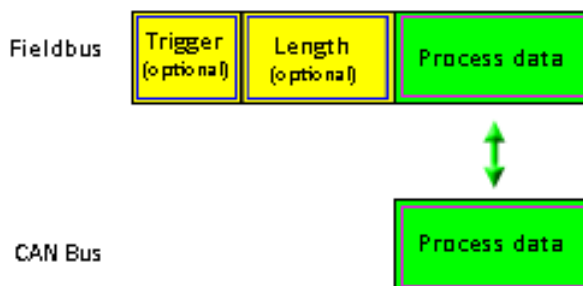 Fieldbus
Trigger
(optional)
Length
(optional)
Process data
CAN Bus
Process data